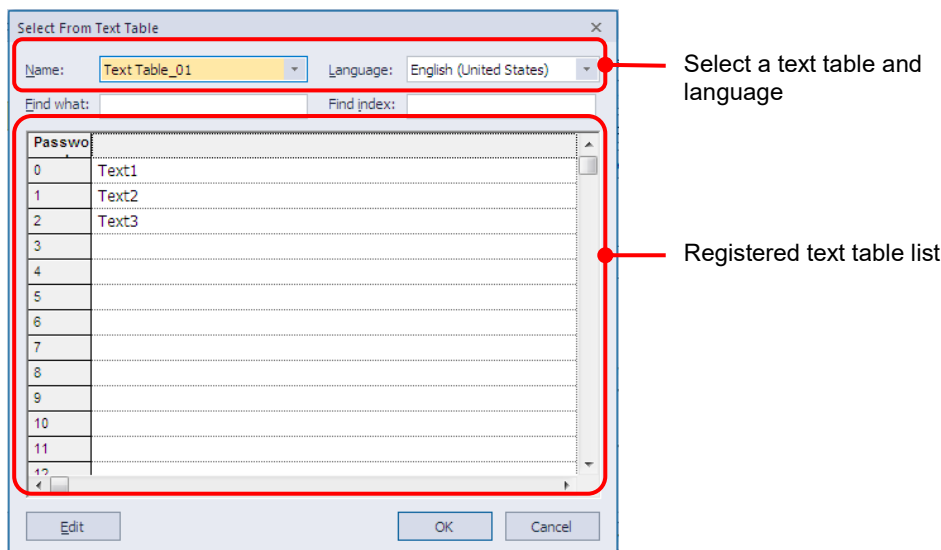 Select From Text Table
Name: Text Table_01 Language: English (United States)
Select a text table and
language
Find what: Find index:
Passwo
0 Text1
1 Text2
2 Text3
3
Registered text table list
4
5
6
7
8
9
10
11
12
Edit OK Cancel